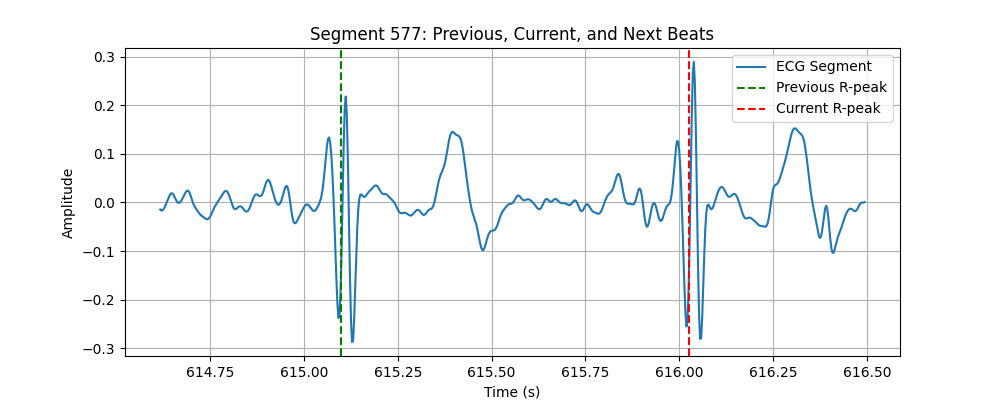 Segment 577: Previous, Current, and Next Beats
ECG Segment
Previous R-peak
Current R-peak
Amplitude
0.3
0.2
0.1
0.0
−0.1
−0.2
−0.3
614.75 615.00 615.25 615.50 615.75 616.00 616.25 616.50
Time (s)